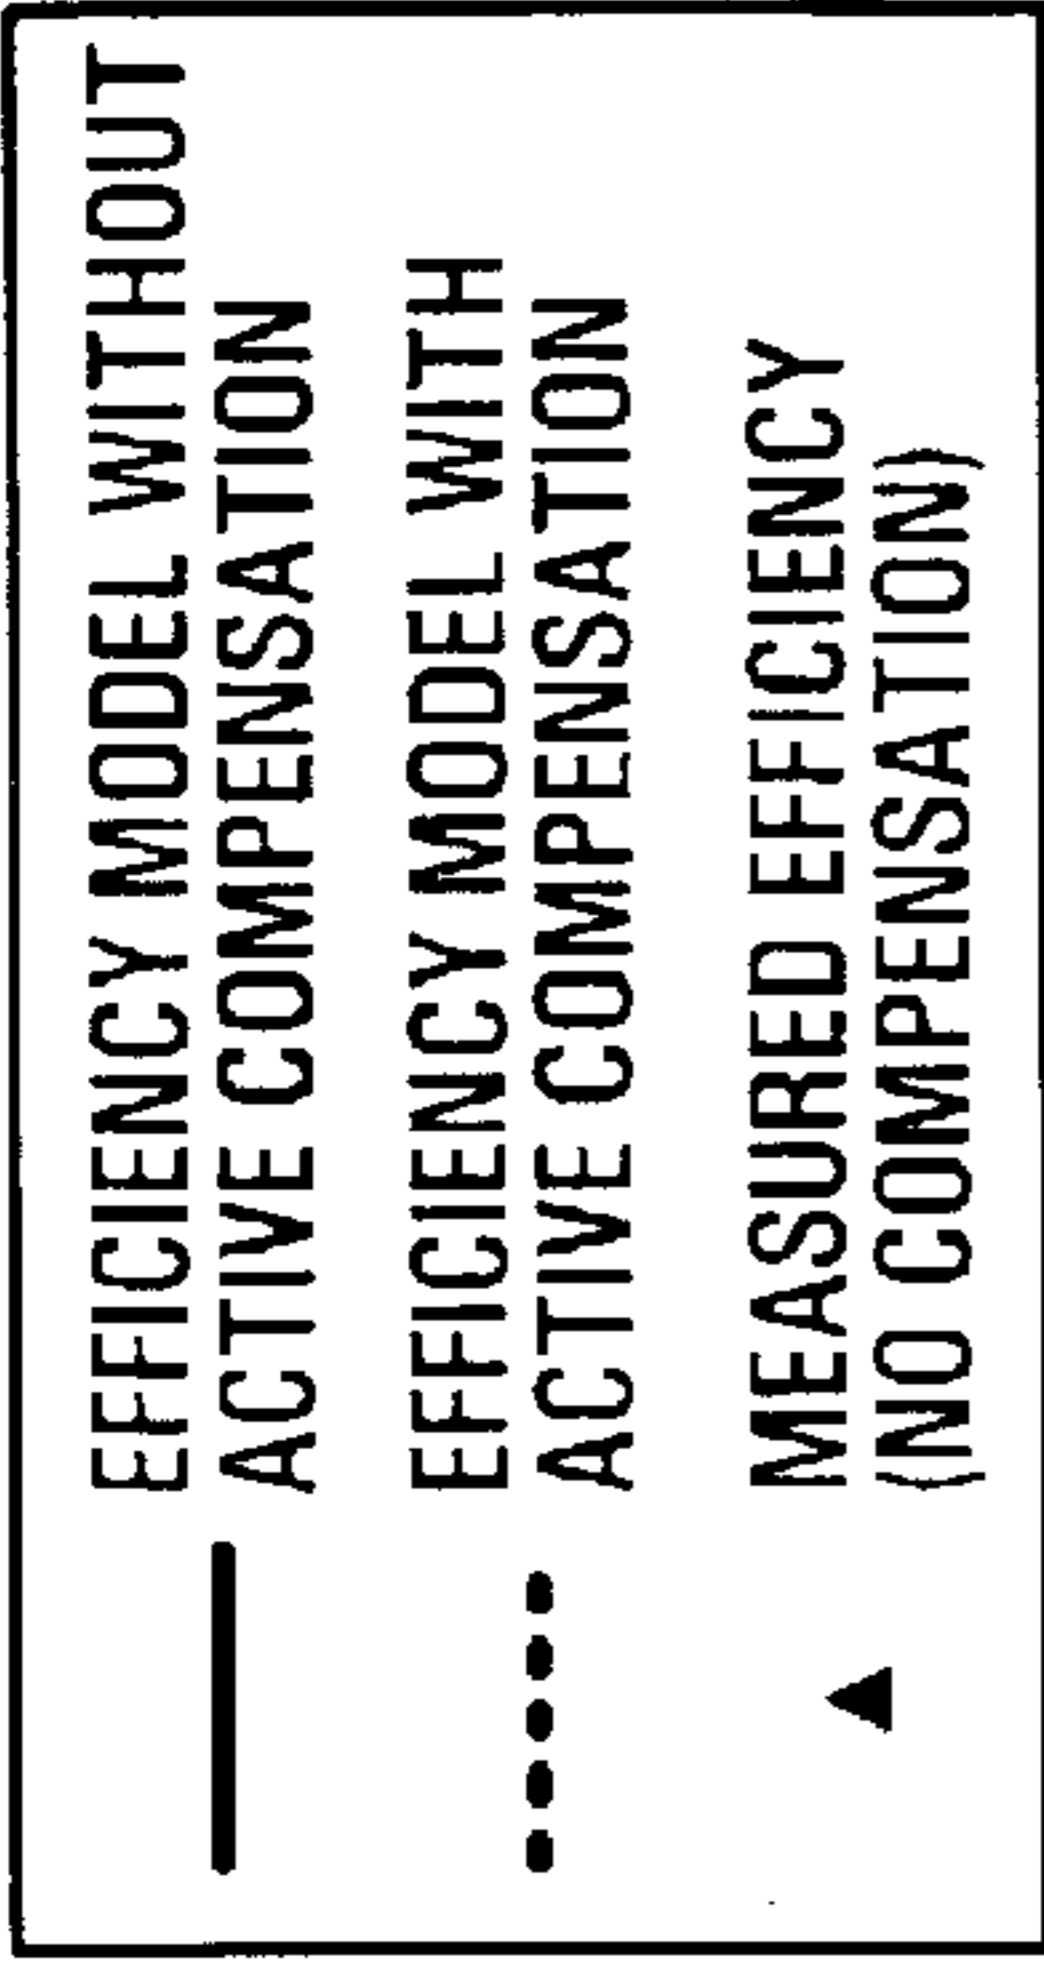 EFFICIENCY MODEL WITHOUT
ACTIVE COMPENSATION
EFFICIENCY MODEL WITH
ACTIVE COMPENSATION
MEASURED EFFICIENCY
(NO COMPENSATION)